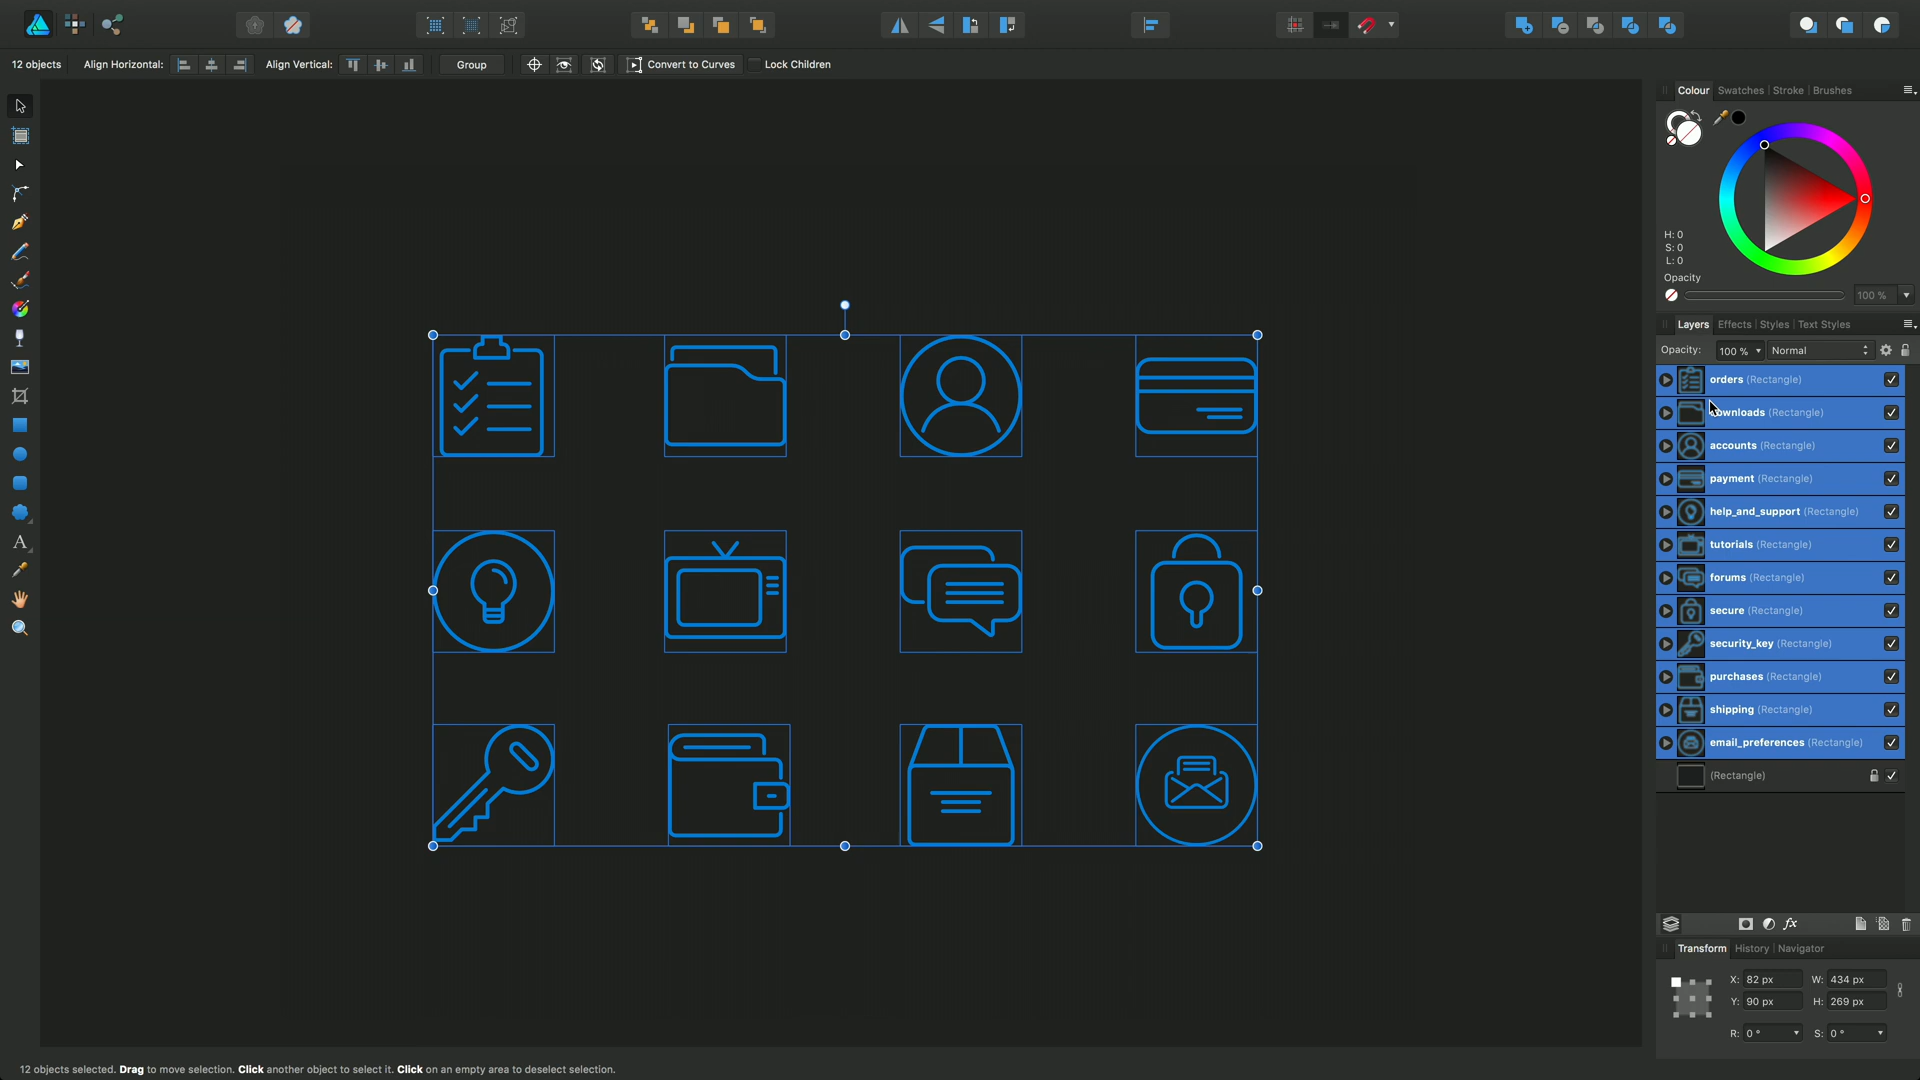 12 objects Align Horizontal: Align Vertical: Group Convert to Curves Lock Children
Colour Swatches Stroke Brushes
H: 0
S: 0
L: 0
Opacity
100 %
Layers Effects Styles Text Styles
Opacity: 100 % Normal
orders (Rectangle)
downloads (Rectangle)
accounts (Rectangle)
payment (Rectangle)
help_and_support (Rectangle)
tutorials (Rectangle)
forums (Rectangle)
secure (Rectangle)
security_key (Rectangle)
purchases (Rectangle)
shipping (Rectangle)
email_preferences (Rectangle)
(Rectangle)
fx
Transform History Navigator
X: 82 px W: 434 px
Y: 90 px H: 269 px
R: 0 ° S: 0 °
12 objects selected. Drag to move selection. Click another object to select it. Click on an empty area to deselect selection.